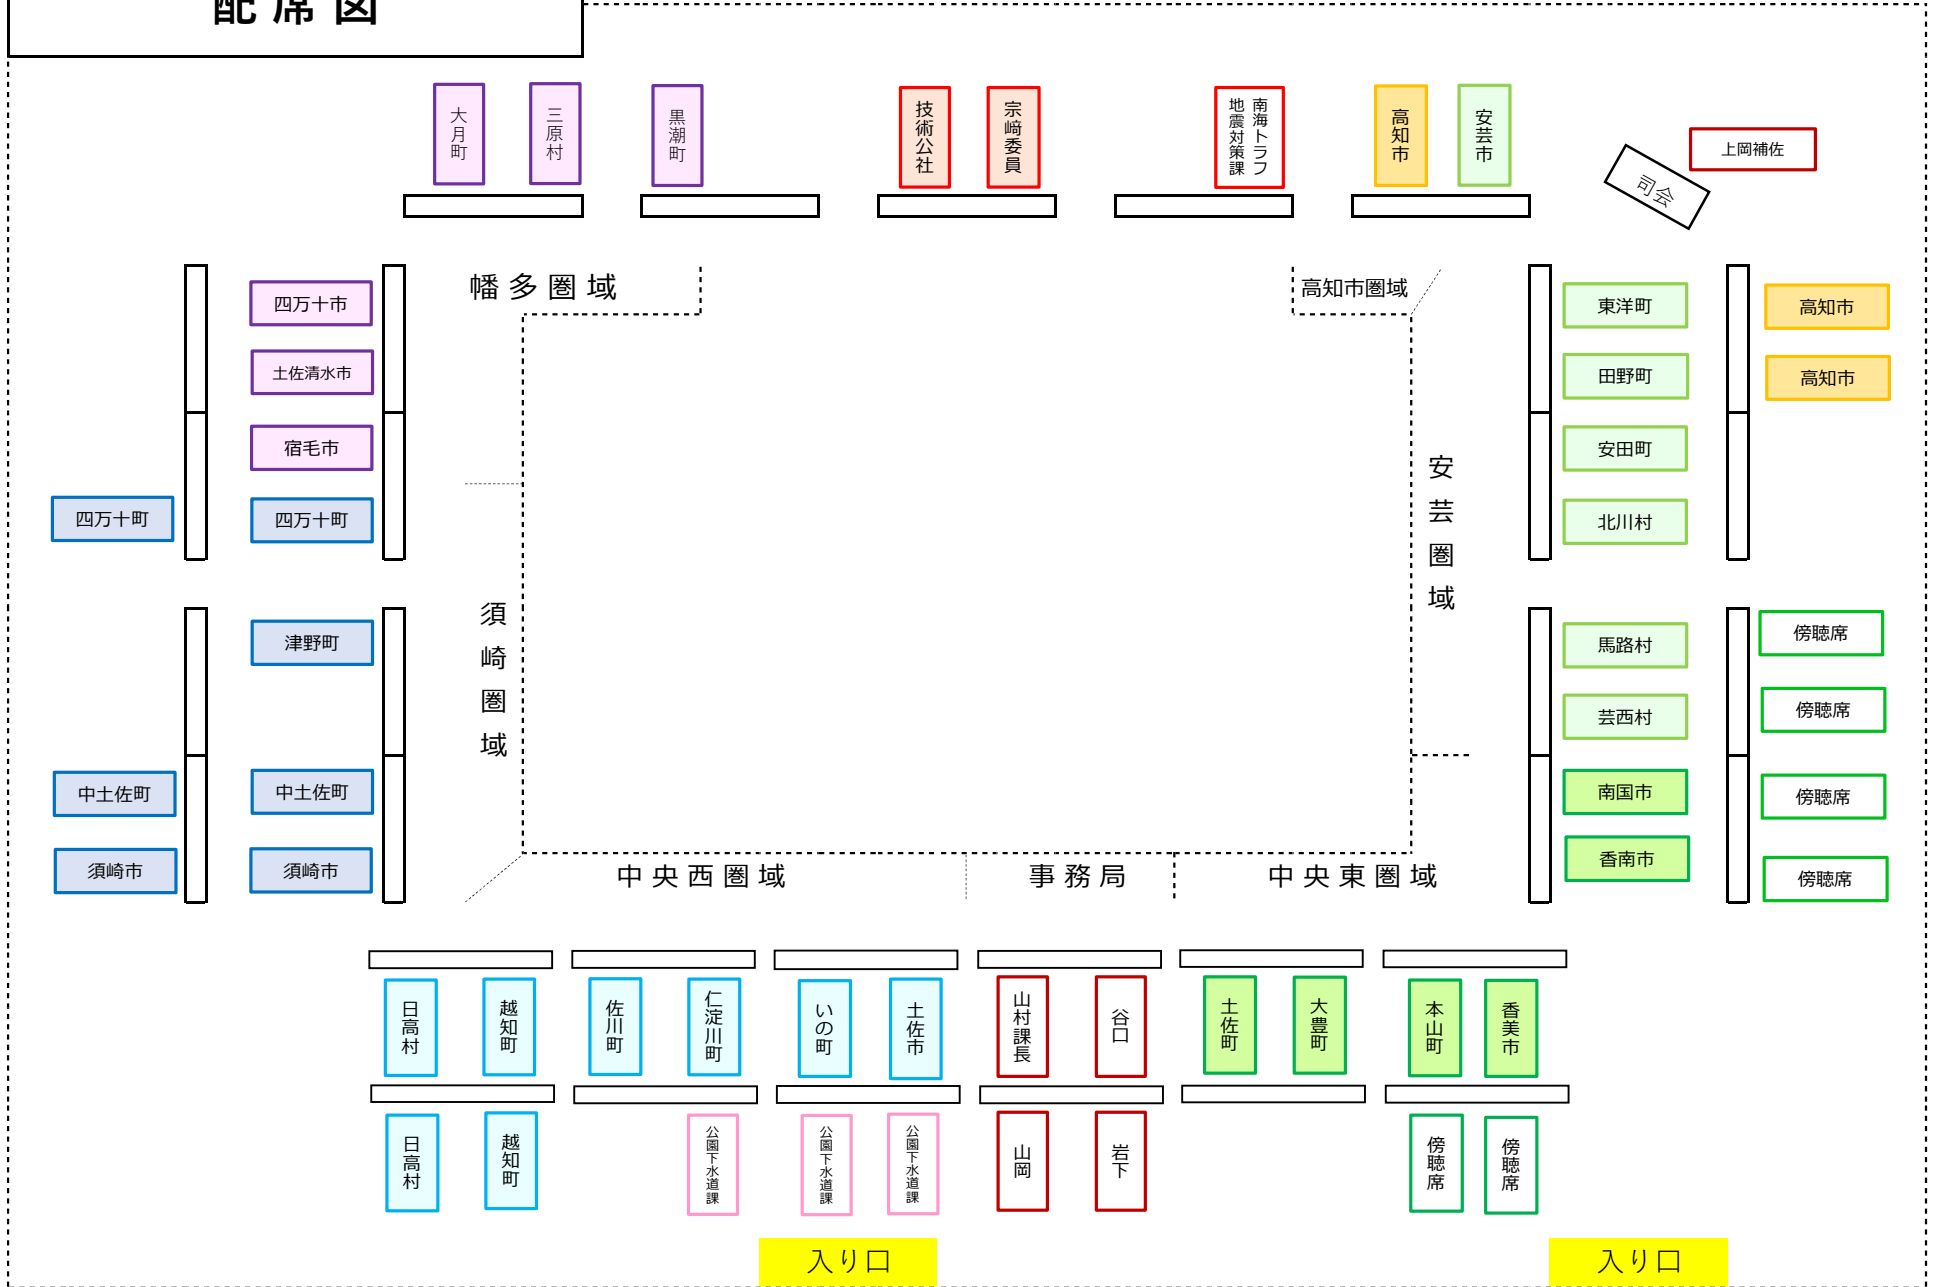 配席図
大月町
三原村
黒潮町
技術公社
宗﨑委員
南海トラフ
地震対策課
高知市
安芸市
上岡補佐
司会
幡多圏域
高知市圏域
四万十市
土佐清水市
宿毛市
四万十町
四万十町
津野町
中土佐町
中土佐町
須崎市
須崎市
須崎圏域
安芸圏域
東洋町
田野町
安田町
北川村
高知市
高知市
馬路村
芸西村
南国市
香南市
傍聴席
傍聴席
傍聴席
傍聴席
中央西圏域
事務局
中央東圏域
日高村
越知町
佐川町
仁淀川町
いの町
土佐市
山村課長
谷口
土佐町
大豊町
本山町
香美市
日高村
越知町
公園下水道課
公園下水道課
公園下水道課
山岡
岩下
傍聴席
傍聴席
入り口
入り口